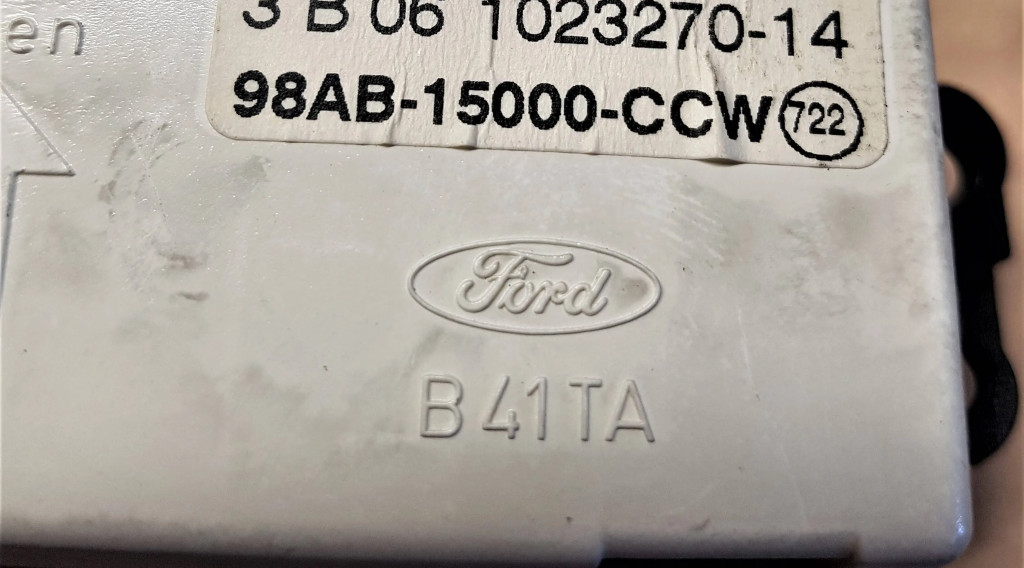 en
3 B 06 1023270-14
98AB-15000-CCW 722
Ford
B41TA